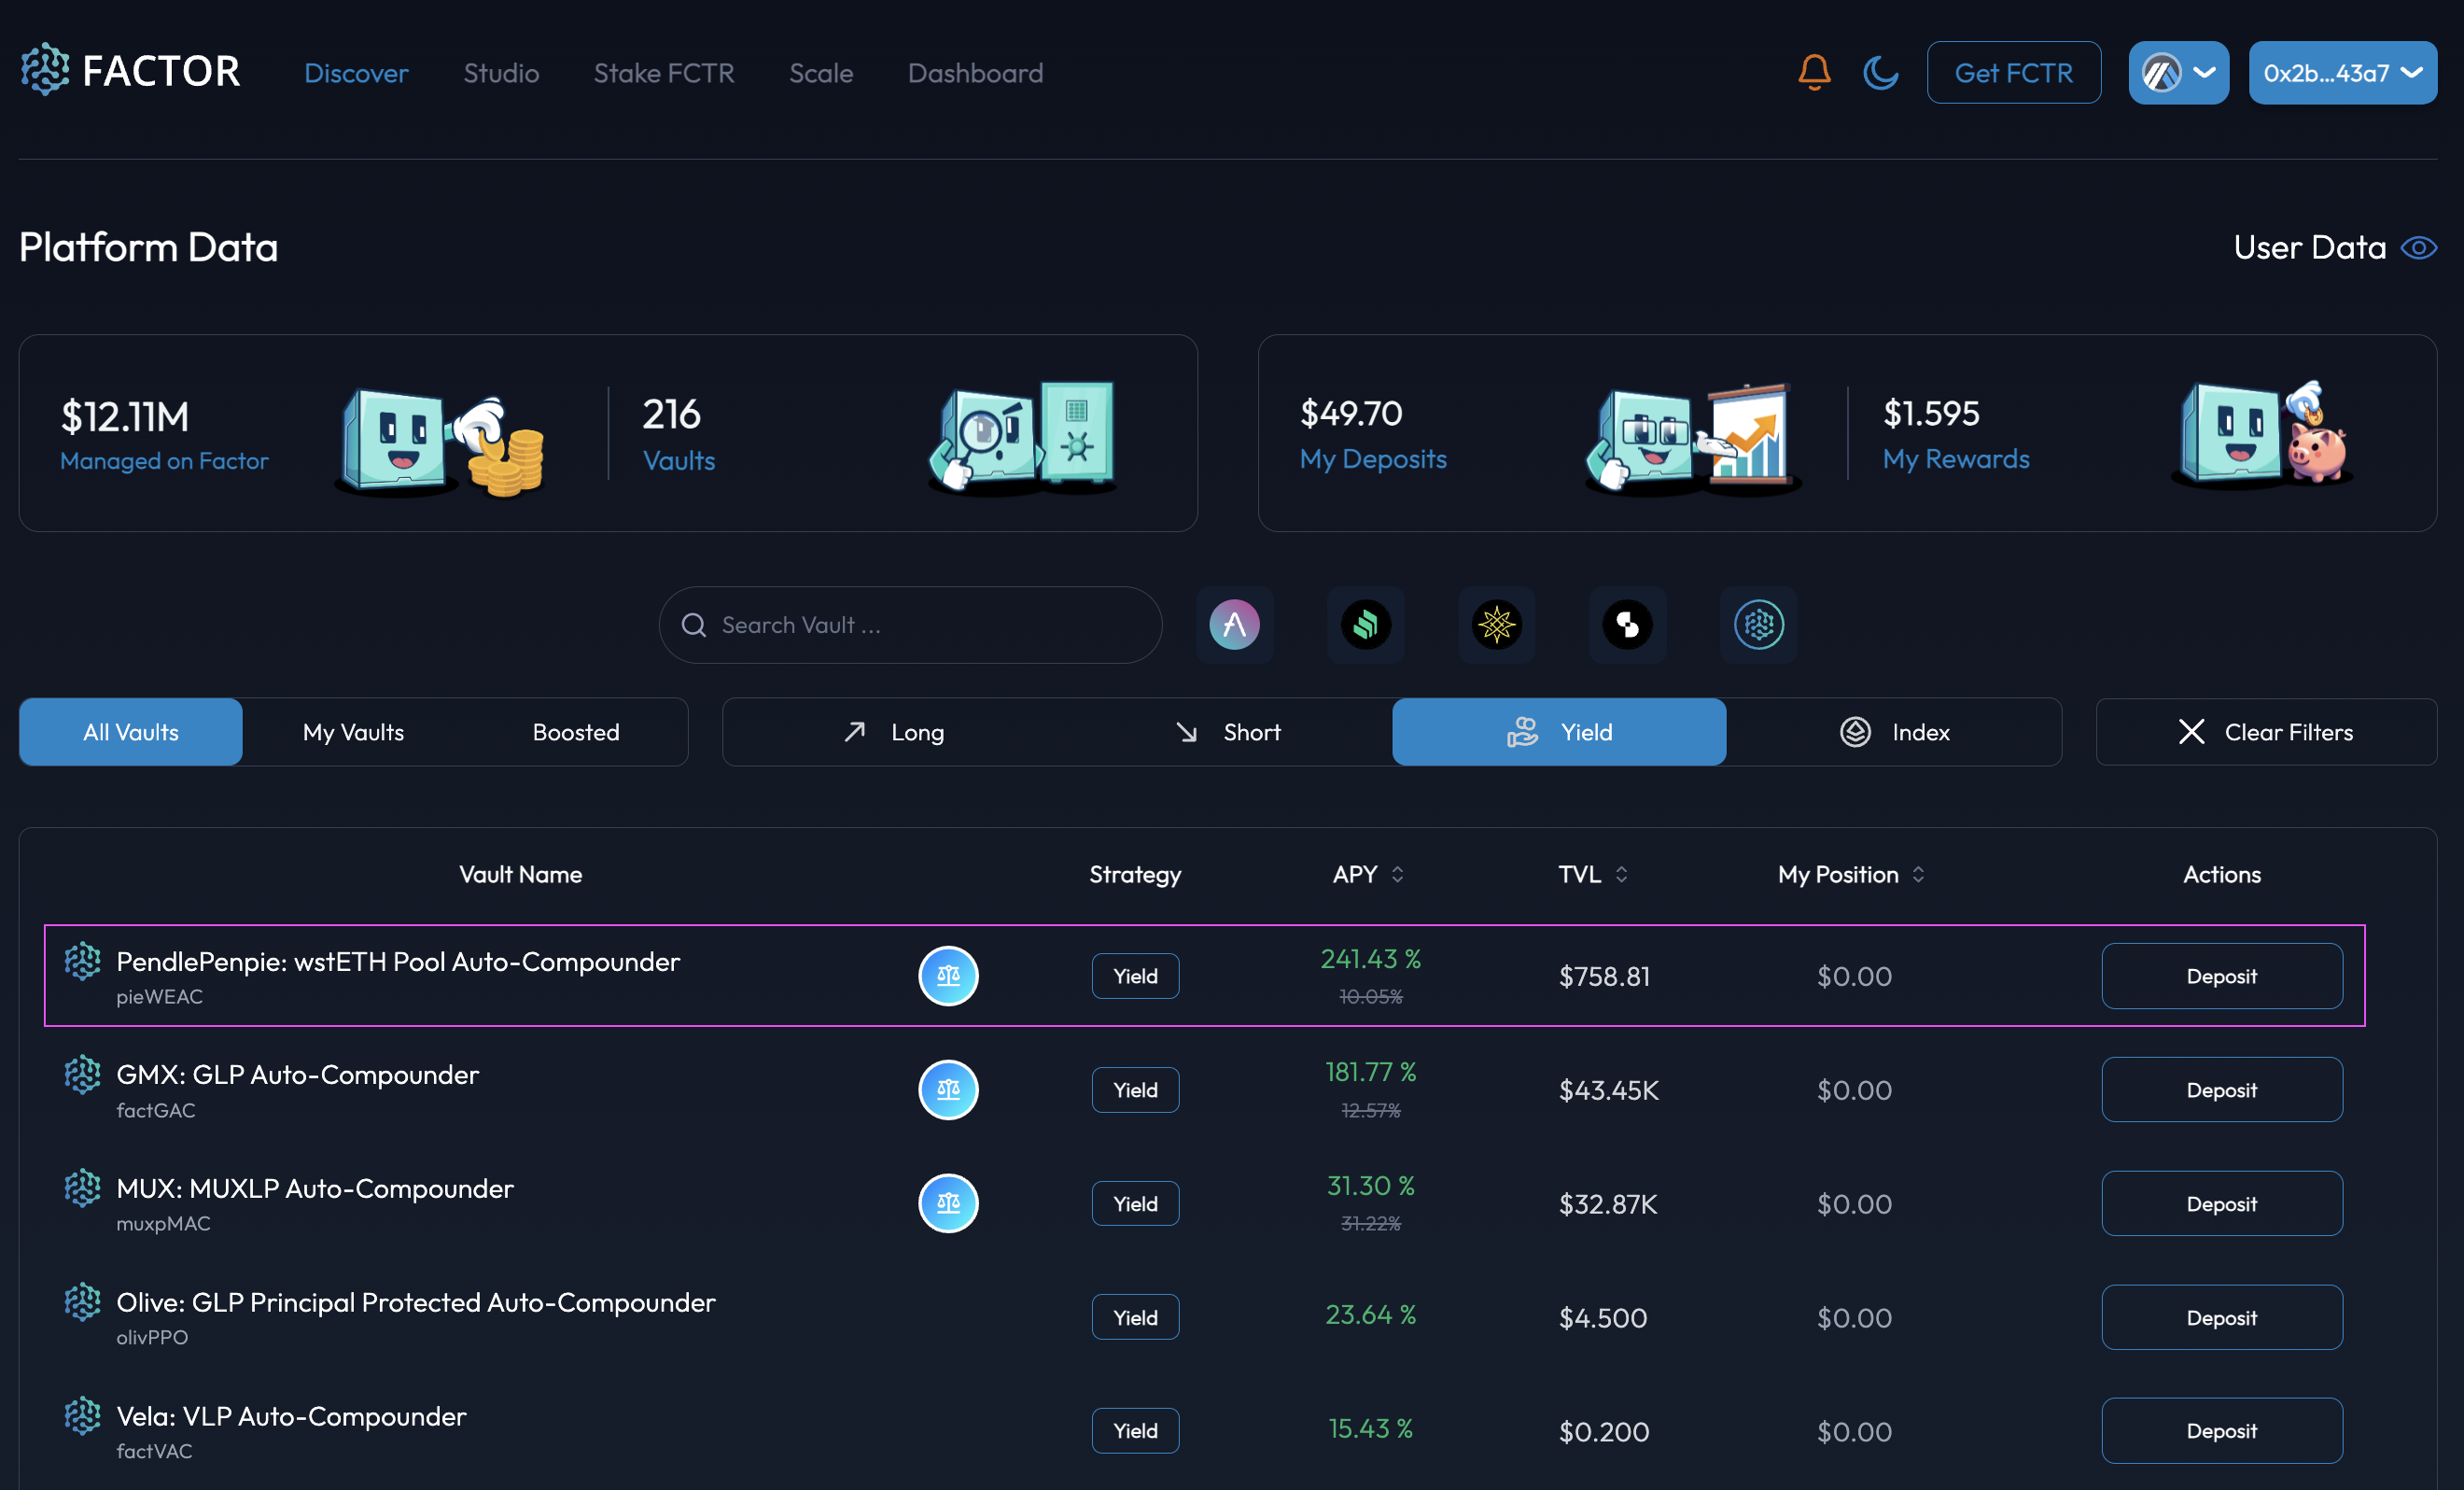 FACTOR
Discover Studio Stake FCTR Scale Dashboard
Get FCTR
0x2b...43a7
Platform Data
User Data
$12.11M
Managed on Factor
216
Vaults
$49.70
My Deposits
$1.595
My Rewards
Search Vault ...
All Vaults My Vaults Boosted
Long Short Yield Index
Clear Filters
Vault Name Strategy APY TVL My Position Actions
PendlePenpie: wstETH Pool Auto-Compounder
pieWEAC
Yield
241.43 %
10.05%
$758.81
$0.00
Deposit
GMX: GLP Auto-Compounder
factGAC
Yield
181.77 %
12.57%
$43.45K
$0.00
Deposit
MUX: MUXLP Auto-Compounder
muxpMAC
Yield
31.30 %
31.22%
$32.87K
$0.00
Deposit
Olive: GLP Principal Protected Auto-Compounder
olivPPO
Yield
23.64 %
$4.500
$0.00
Deposit
Vela: VLP Auto-Compounder
factVAC
Yield
15.43 %
$0.200
$0.00
Deposit